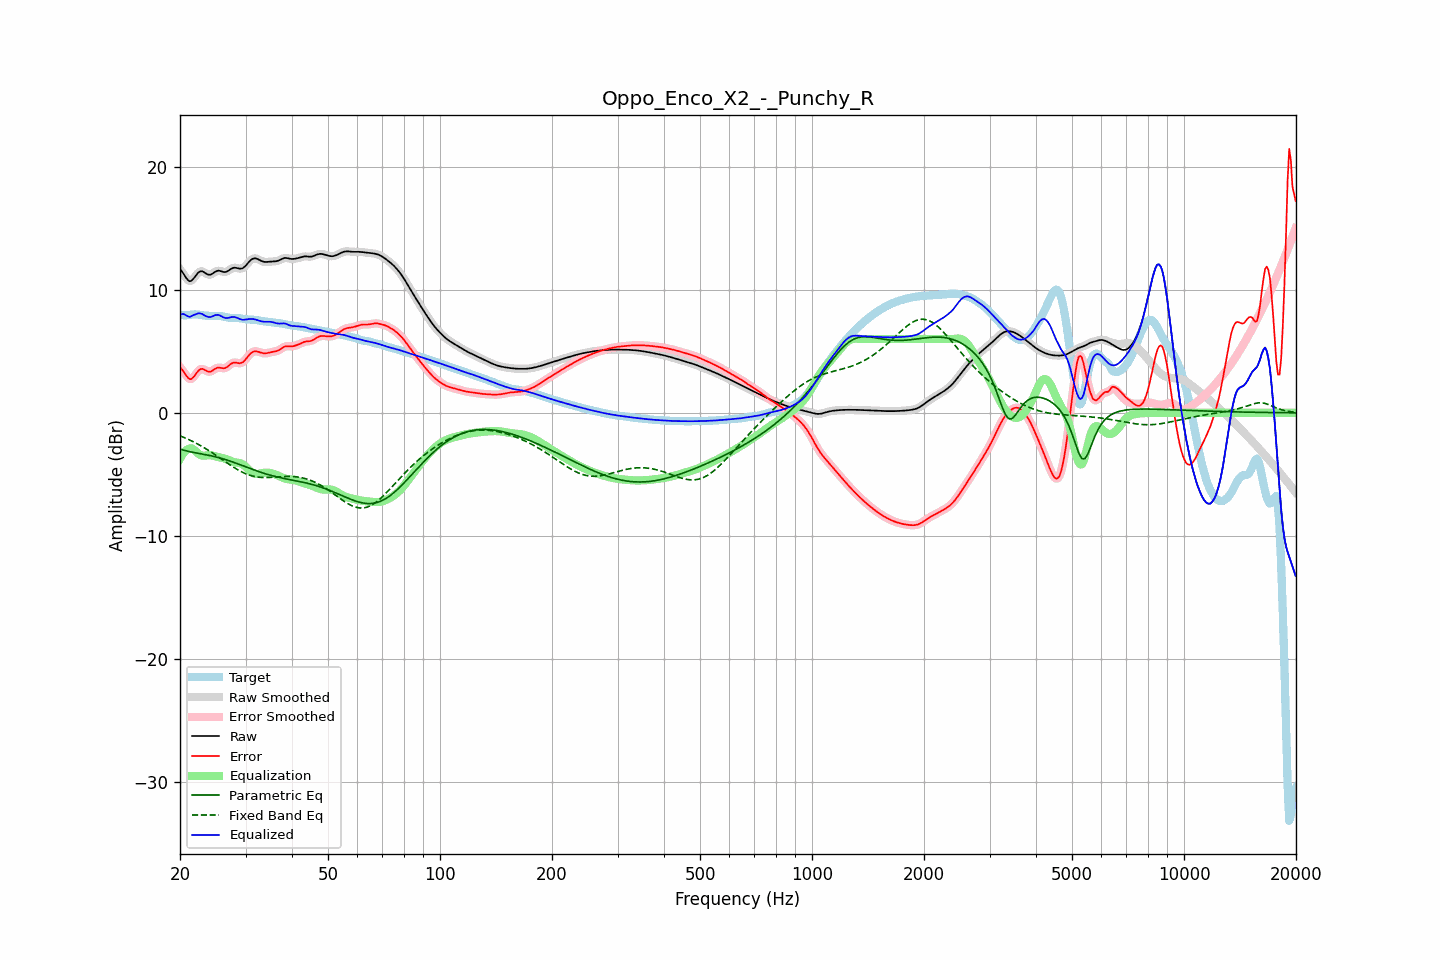 Oppo_Enco_X2_-_Punchy_R
Amplitude (dBr)
20
10
0
−10
−20
−30
Target
Raw Smoothed
Error Smoothed
Raw
Error
Equalization
Parametric Eq
Fixed Band Eq
Equalized
20 50 100 200 500 1000 2000 5000 10000 20000
Frequency (Hz)